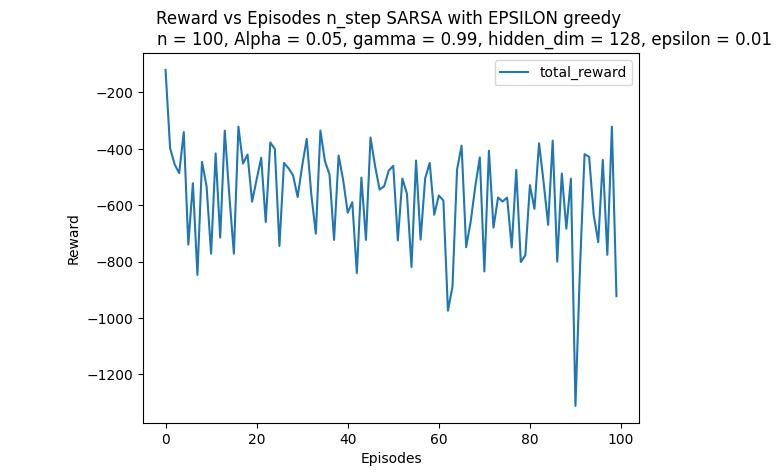 Reward vs Episodes n_step SARSA with EPSILON greedy
n = 100, Alpha = 0.05, gamma = 0.99, hidden_dim = 128, epsilon = 0.01
total_reward
−200
−400
−600
−800
−1000
−1200
Reward
0 20 40 60 80 100
Episodes